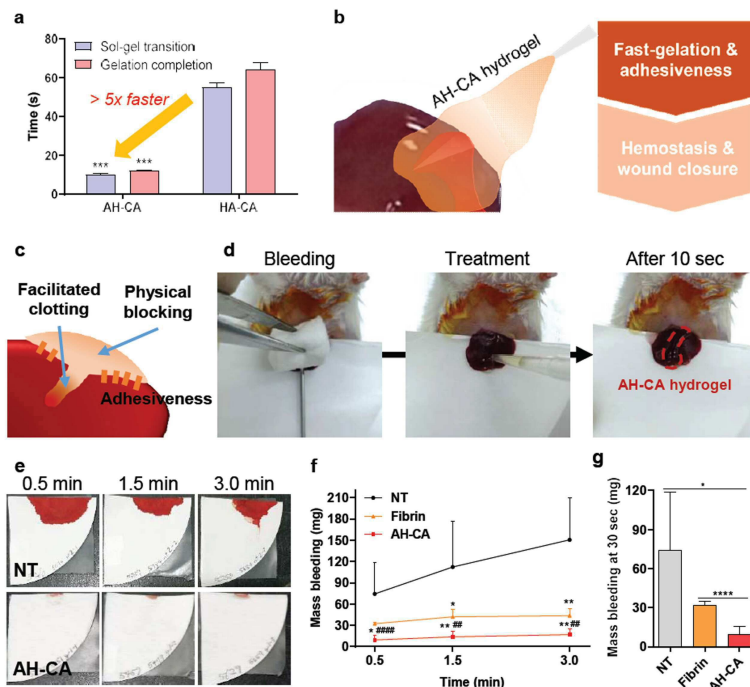 a
Sol-gel transition
Gelation completion
80
60
40
20
0
Time (s)
> 5x faster
***
***
AH-CA
HA-CA
b
AH-CA hydrogel
Fast-gelation &
adhesiveness
Hemostasis &
wound closure
c
Facilitated
clotting
Physical
blocking
Adhesiveness
d
Bleeding
Treatment
After 10 sec
AH-CA hydrogel
e
0.5 min
1.5 min
3.0 min
NT
AH-CA
f
NT
Fibrin
AH-CA
210
180
150
120
90
60
30
0
Mass bleeding (mg)
* ####
*
** ##
**
** ##
0.5
1.5
3.0
Time (min)
g
120
90
60
30
0
Mass bleeding at 30 sec (mg)
*
****
NT
Fibrin
AH-CA